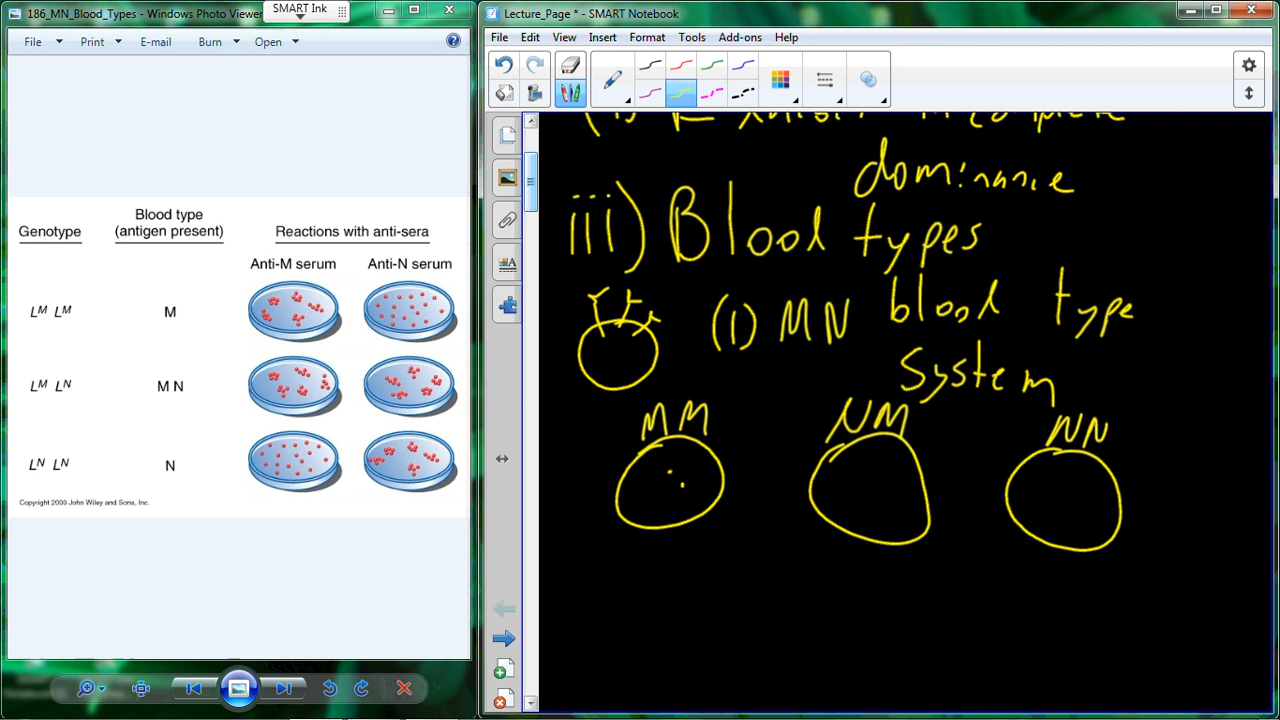 186_MN_Blood_Types - Windows Photo Viewer
SMART Ink
File Print E-mail Burn Open
Genotype
Blood type
(antigen present)
Reactions with anti-sera
Anti-M serum Anti-N serum
LM LM M
LM LN M N
LN LN N
Copyright 2000 John Wiley and Sons, Inc.
Lecture_Page * - SMART Notebook
File Edit View Insert Format Tools Add-ons Help
incomplete
dominance
iii) Blood types
(1) MN blood type
system
MM NM NN